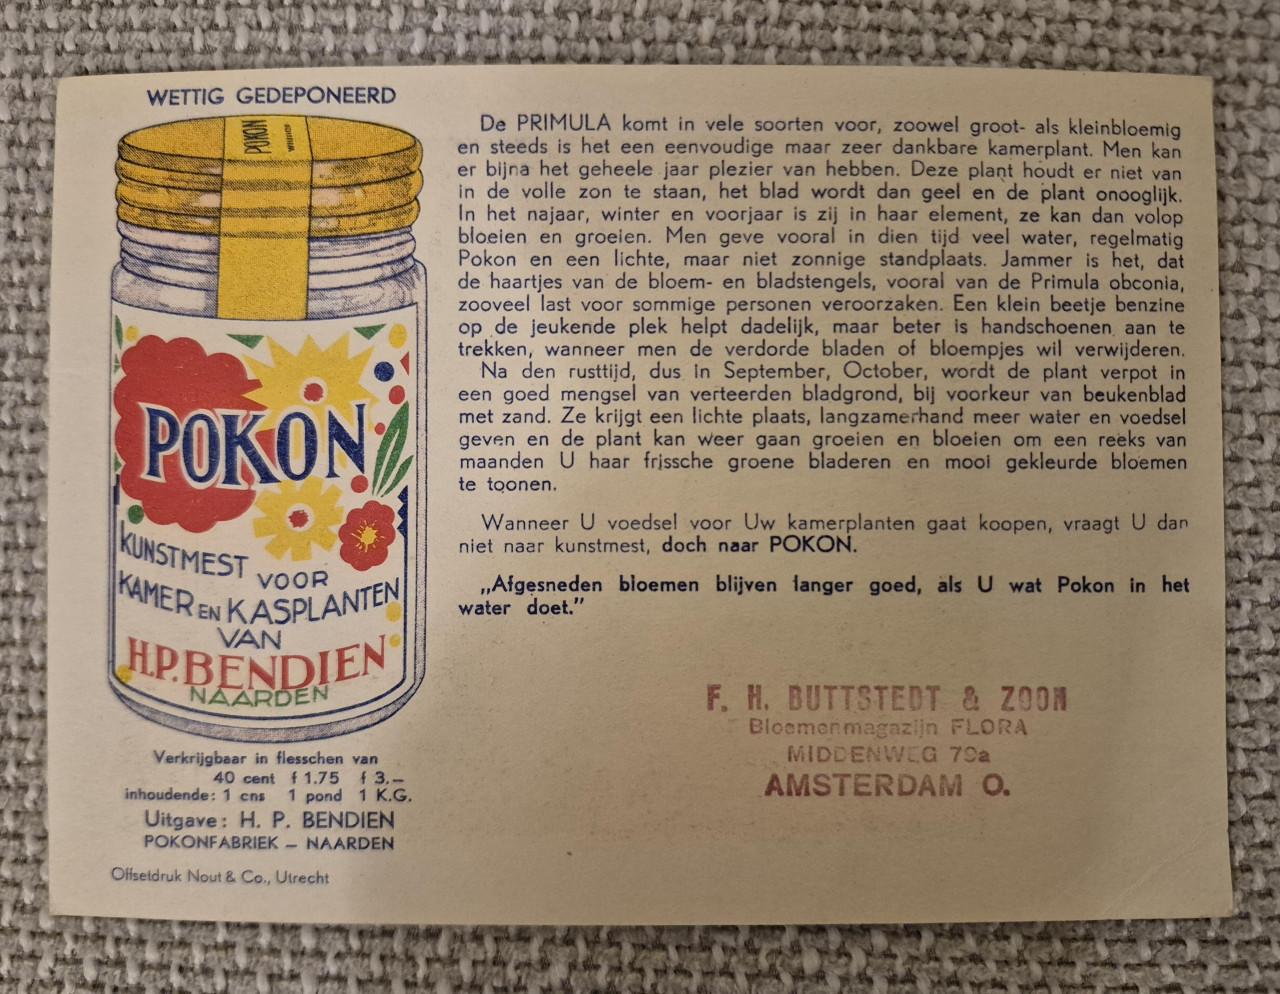 WETTIG GEDEPONEERD
POKON
POKON
KUNSTMEST VOOR
KAMER EN KASPLANTEN
VAN
H.P. BENDIEN
NAARDEN
Verkrijgbaar in flesschen van
40 cent f 1.75 f 3.—
inhoudende: 1 ons 1 pond 1 K.G.
Uitgave: H. P. BENDIEN
POKONFABRIEK — NAARDEN
Offsetdruk Nout & Co., Utrecht
De PRIMULA komt in vele soorten voor, zoowel groot- als kleinbloemig
en steeds is het een eenvoudige maar zeer dankbare kamerplant. Men kan
er bijna het geheele jaar plezier van hebben. Deze plant houdt er niet van
in de volle zon te staan, het blad wordt dan geel en de plant onooglijk.
In het najaar, winter en voorjaar is zij in haar element, ze kan dan volop
bloeien en groeien. Men geve vooral in dien tijd veel water, regelmatig
Pokon en een lichte, maar niet zonnige standplaats. Jammer is het, dat
de haartjes van de bloem- en bladstengels, vooral van de Primula obconia,
zooveel last voor sommige personen veroorzaken. Een klein beetje benzine
op de jeukende plek helpt dadelijk, maar beter is handschoenen aan te
trekken, wanneer men de verdorde bladen of bloempjes wil verwijderen.
Na den rusttijd, dus in September, October, wordt de plant verpot in
een goed mengsel van verteerden bladgrond, bij voorkeur van beukenblad
met zand. Ze krijgt een lichte plaats, langzamerhand meer water en voedsel
geven en de plant kan weer gaan groeien en bloeien om een reeks van
maanden U haar frissche groene bladeren en mooi gekleurde bloemen
te toonen.
Wanneer U voedsel voor Uw kamerplanten gaat koopen, vraagt U dan
niet naar kunstmest, doch naar POKON.
„Afgesneden bloemen blijven langer goed, als U wat Pokon in het
water doet.”
F. H. BUTTSTEDT & ZOON
Bloemenmagazijn FLORA
MIDDENWEG
AMSTERDAM O.